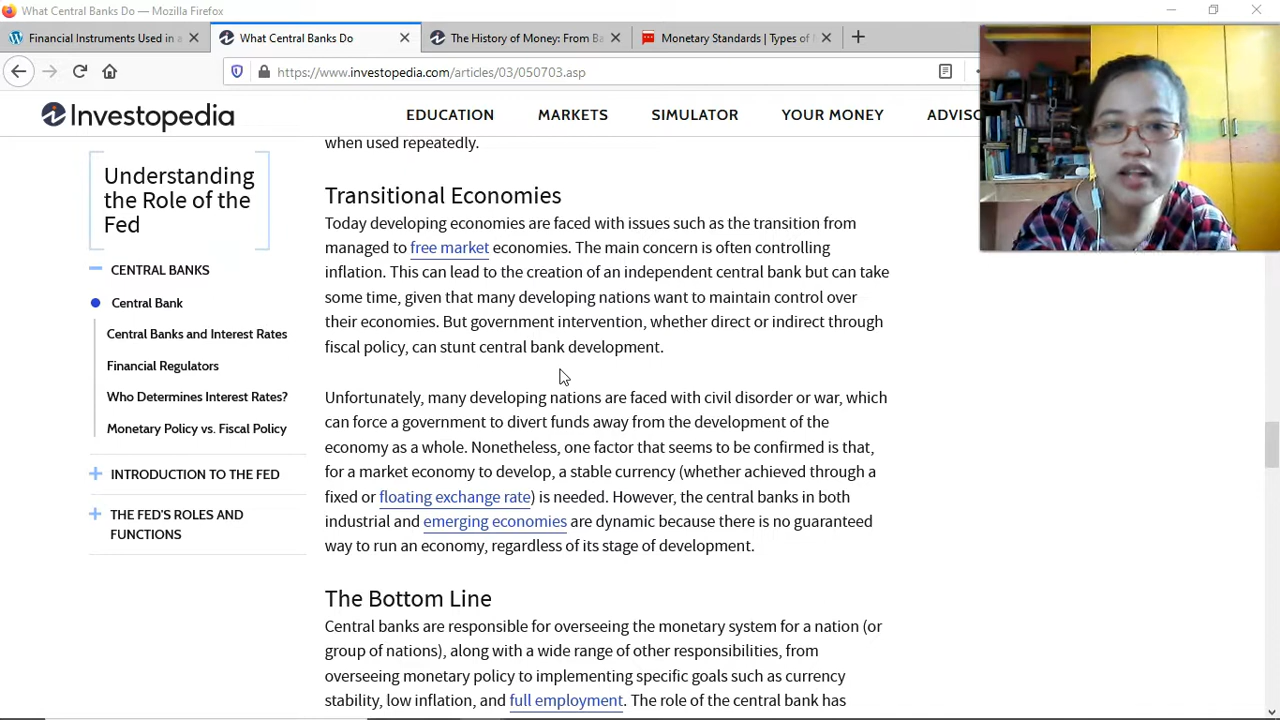 What Central Banks Do — Mozilla Firefox
Financial Instruments Used in a
What Central Banks Do
The History of Money: From Ba
Monetary Standards | Types of M
https://www.investopedia.com/articles/03/050703.asp
Investopedia
EDUCATION MARKETS SIMULATOR YOUR MONEY ADVISO
Understanding
the Role of the
Fed
CENTRAL BANKS
Central Bank
Central Banks and Interest Rates
Financial Regulators
Who Determines Interest Rates?
Monetary Policy vs. Fiscal Policy
INTRODUCTION TO THE FED
THE FED'S ROLES AND
FUNCTIONS
when used repeatedly.
Transitional Economies
Today developing economies are faced with issues such as the transition from
managed to free market economies. The main concern is often controlling
inflation. This can lead to the creation of an independent central bank but can take
some time, given that many developing nations want to maintain control over
their economies. But government intervention, whether direct or indirect through
fiscal policy, can stunt central bank development.
Unfortunately, many developing nations are faced with civil disorder or war, which
can force a government to divert funds away from the development of the
economy as a whole. Nonetheless, one factor that seems to be confirmed is that,
for a market economy to develop, a stable currency (whether achieved through a
fixed or floating exchange rate) is needed. However, the central banks in both
industrial and emerging economies are dynamic because there is no guaranteed
way to run an economy, regardless of its stage of development.
The Bottom Line
Central banks are responsible for overseeing the monetary system for a nation (or
group of nations), along with a wide range of other responsibilities, from
overseeing monetary policy to implementing specific goals such as currency
stability, low inflation, and full employment. The role of the central bank has